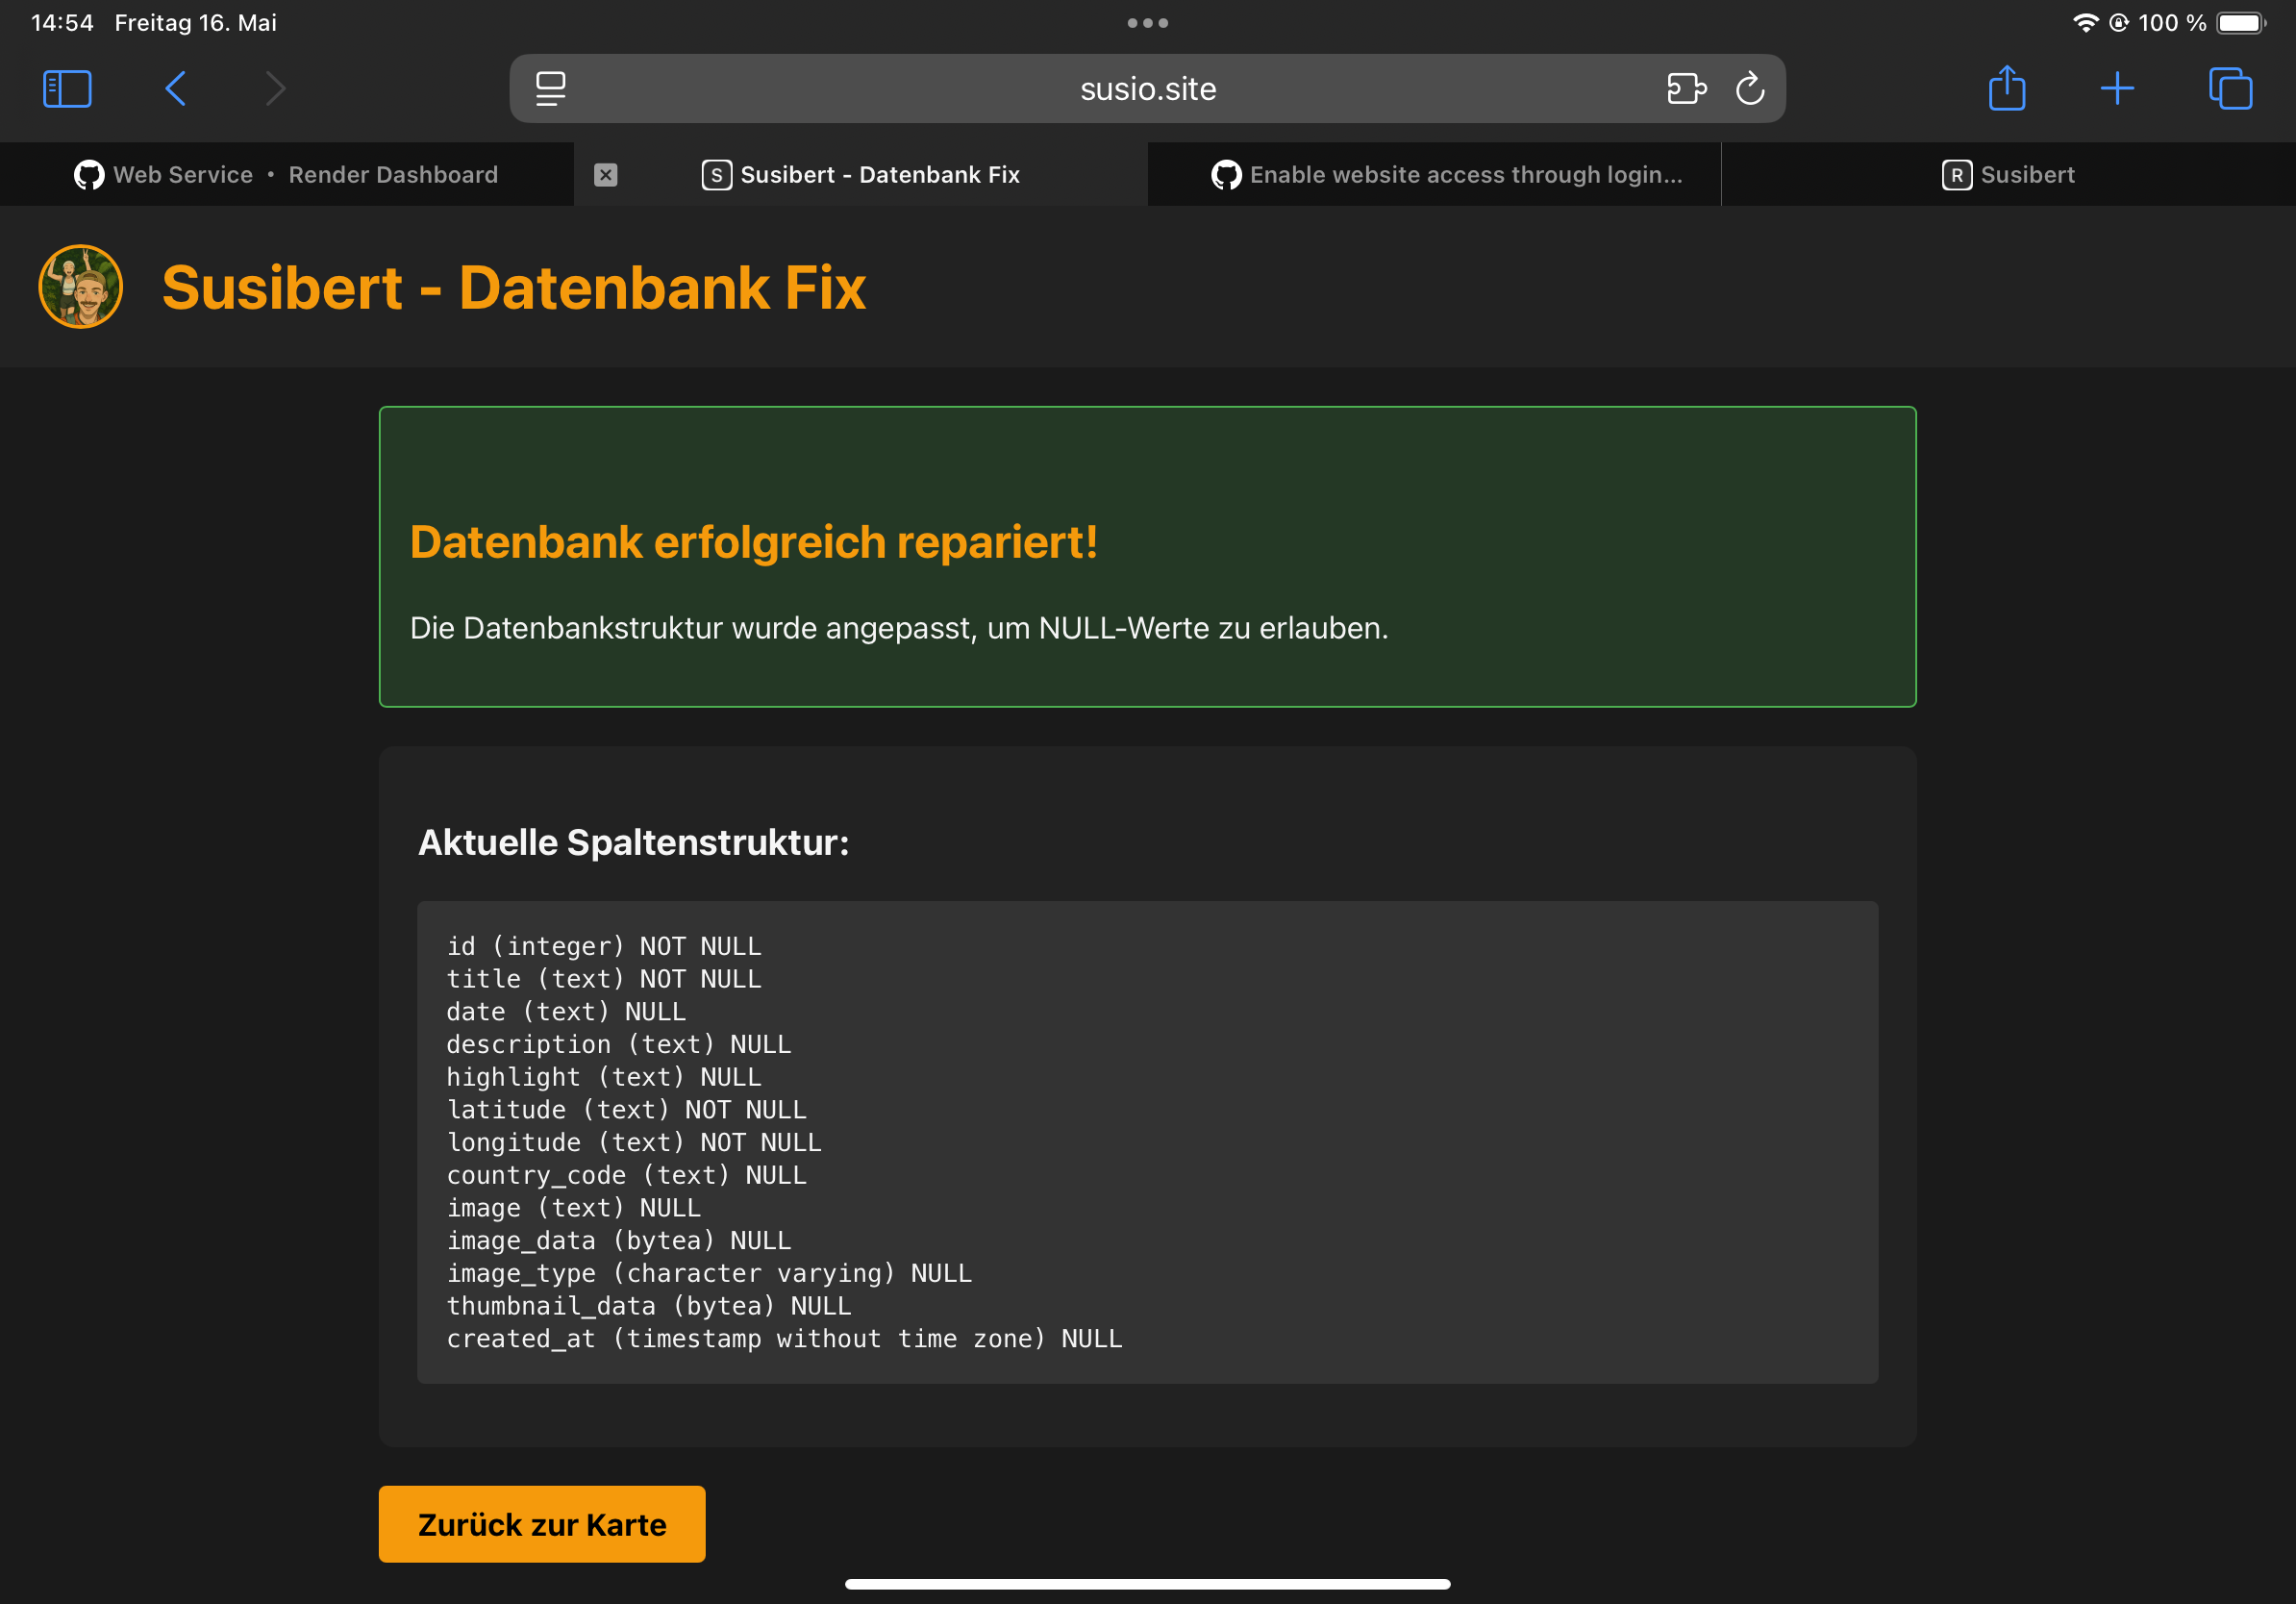 14:54 Freitag 16. Mai
100 %
susio.site
Web Service • Render Dashboard
S Susibert - Datenbank Fix
Enable website access through login...
R Susibert
Susibert - Datenbank Fix
Datenbank erfolgreich repariert!
Die Datenbankstruktur wurde angepasst, um NULL-Werte zu erlauben.
Aktuelle Spaltenstruktur:
id (integer) NOT NULL
title (text) NOT NULL
date (text) NULL
description (text) NULL
highlight (text) NULL
latitude (text) NOT NULL
longitude (text) NOT NULL
country_code (text) NULL
image (text) NULL
image_data (bytea) NULL
image_type (character varying) NULL
thumbnail_data (bytea) NULL
created_at (timestamp without time zone) NULL
Zurück zur Karte